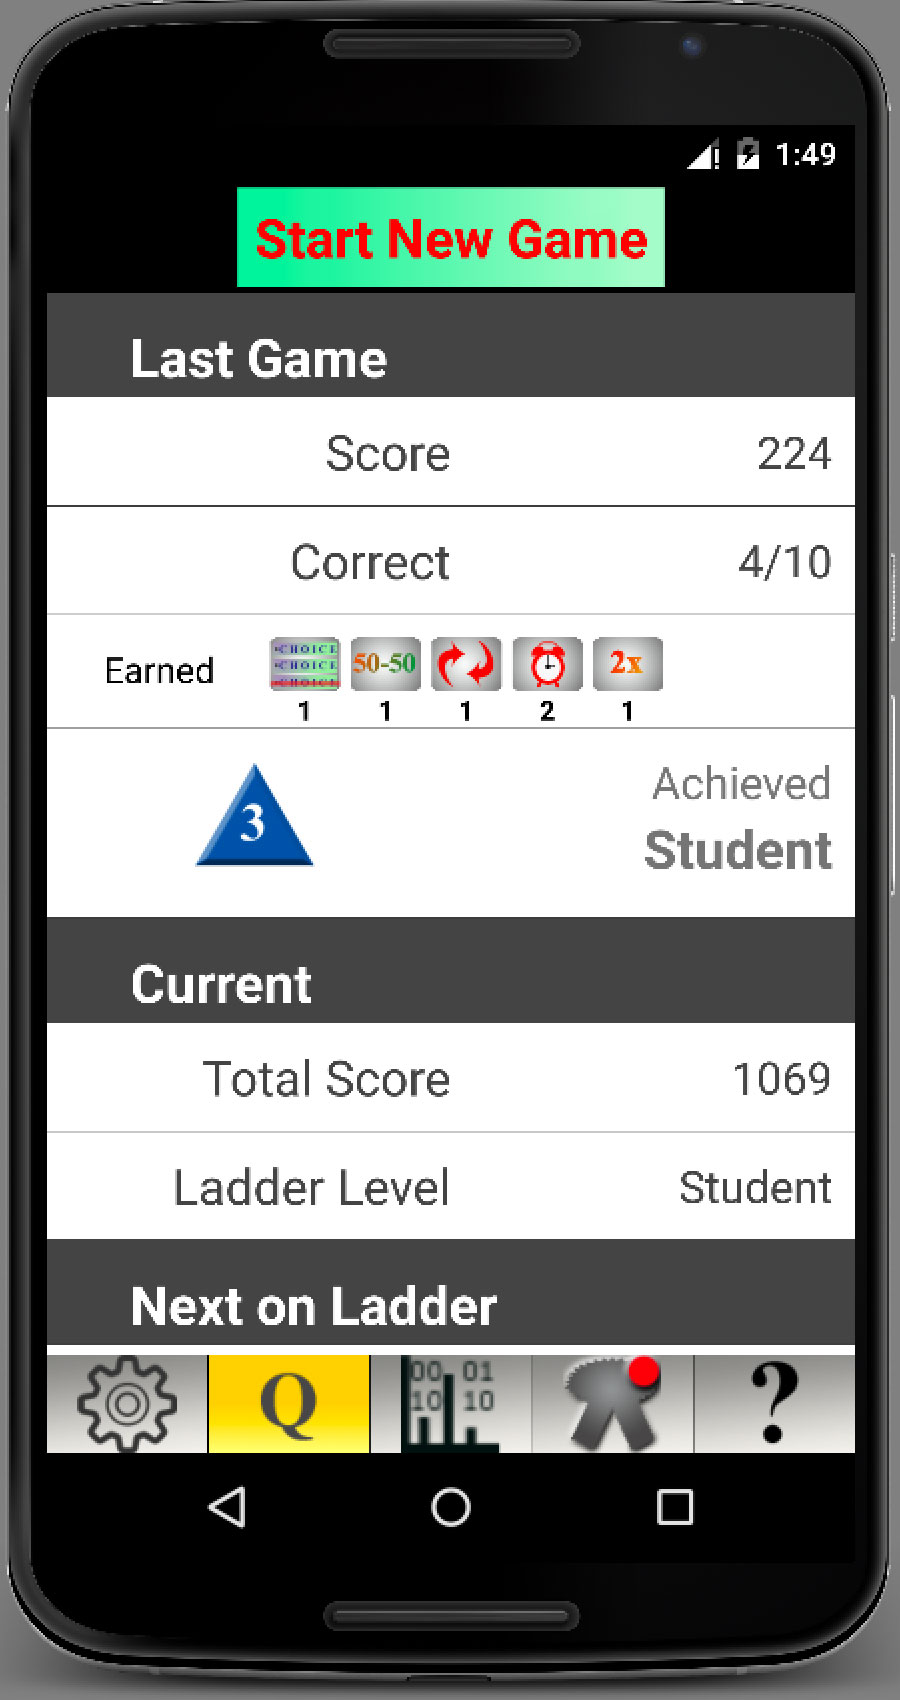 1:49
Start New Game
Last Game
Score 224
Correct 4/10
Earned
CHOICE
CHOICE
CHOICE
50-50
2x
1 1 1 2 1
3
Achieved
Student
Current
Total Score 1069
Ladder Level Student
Next on Ladder
Q
00 01
10 10
?